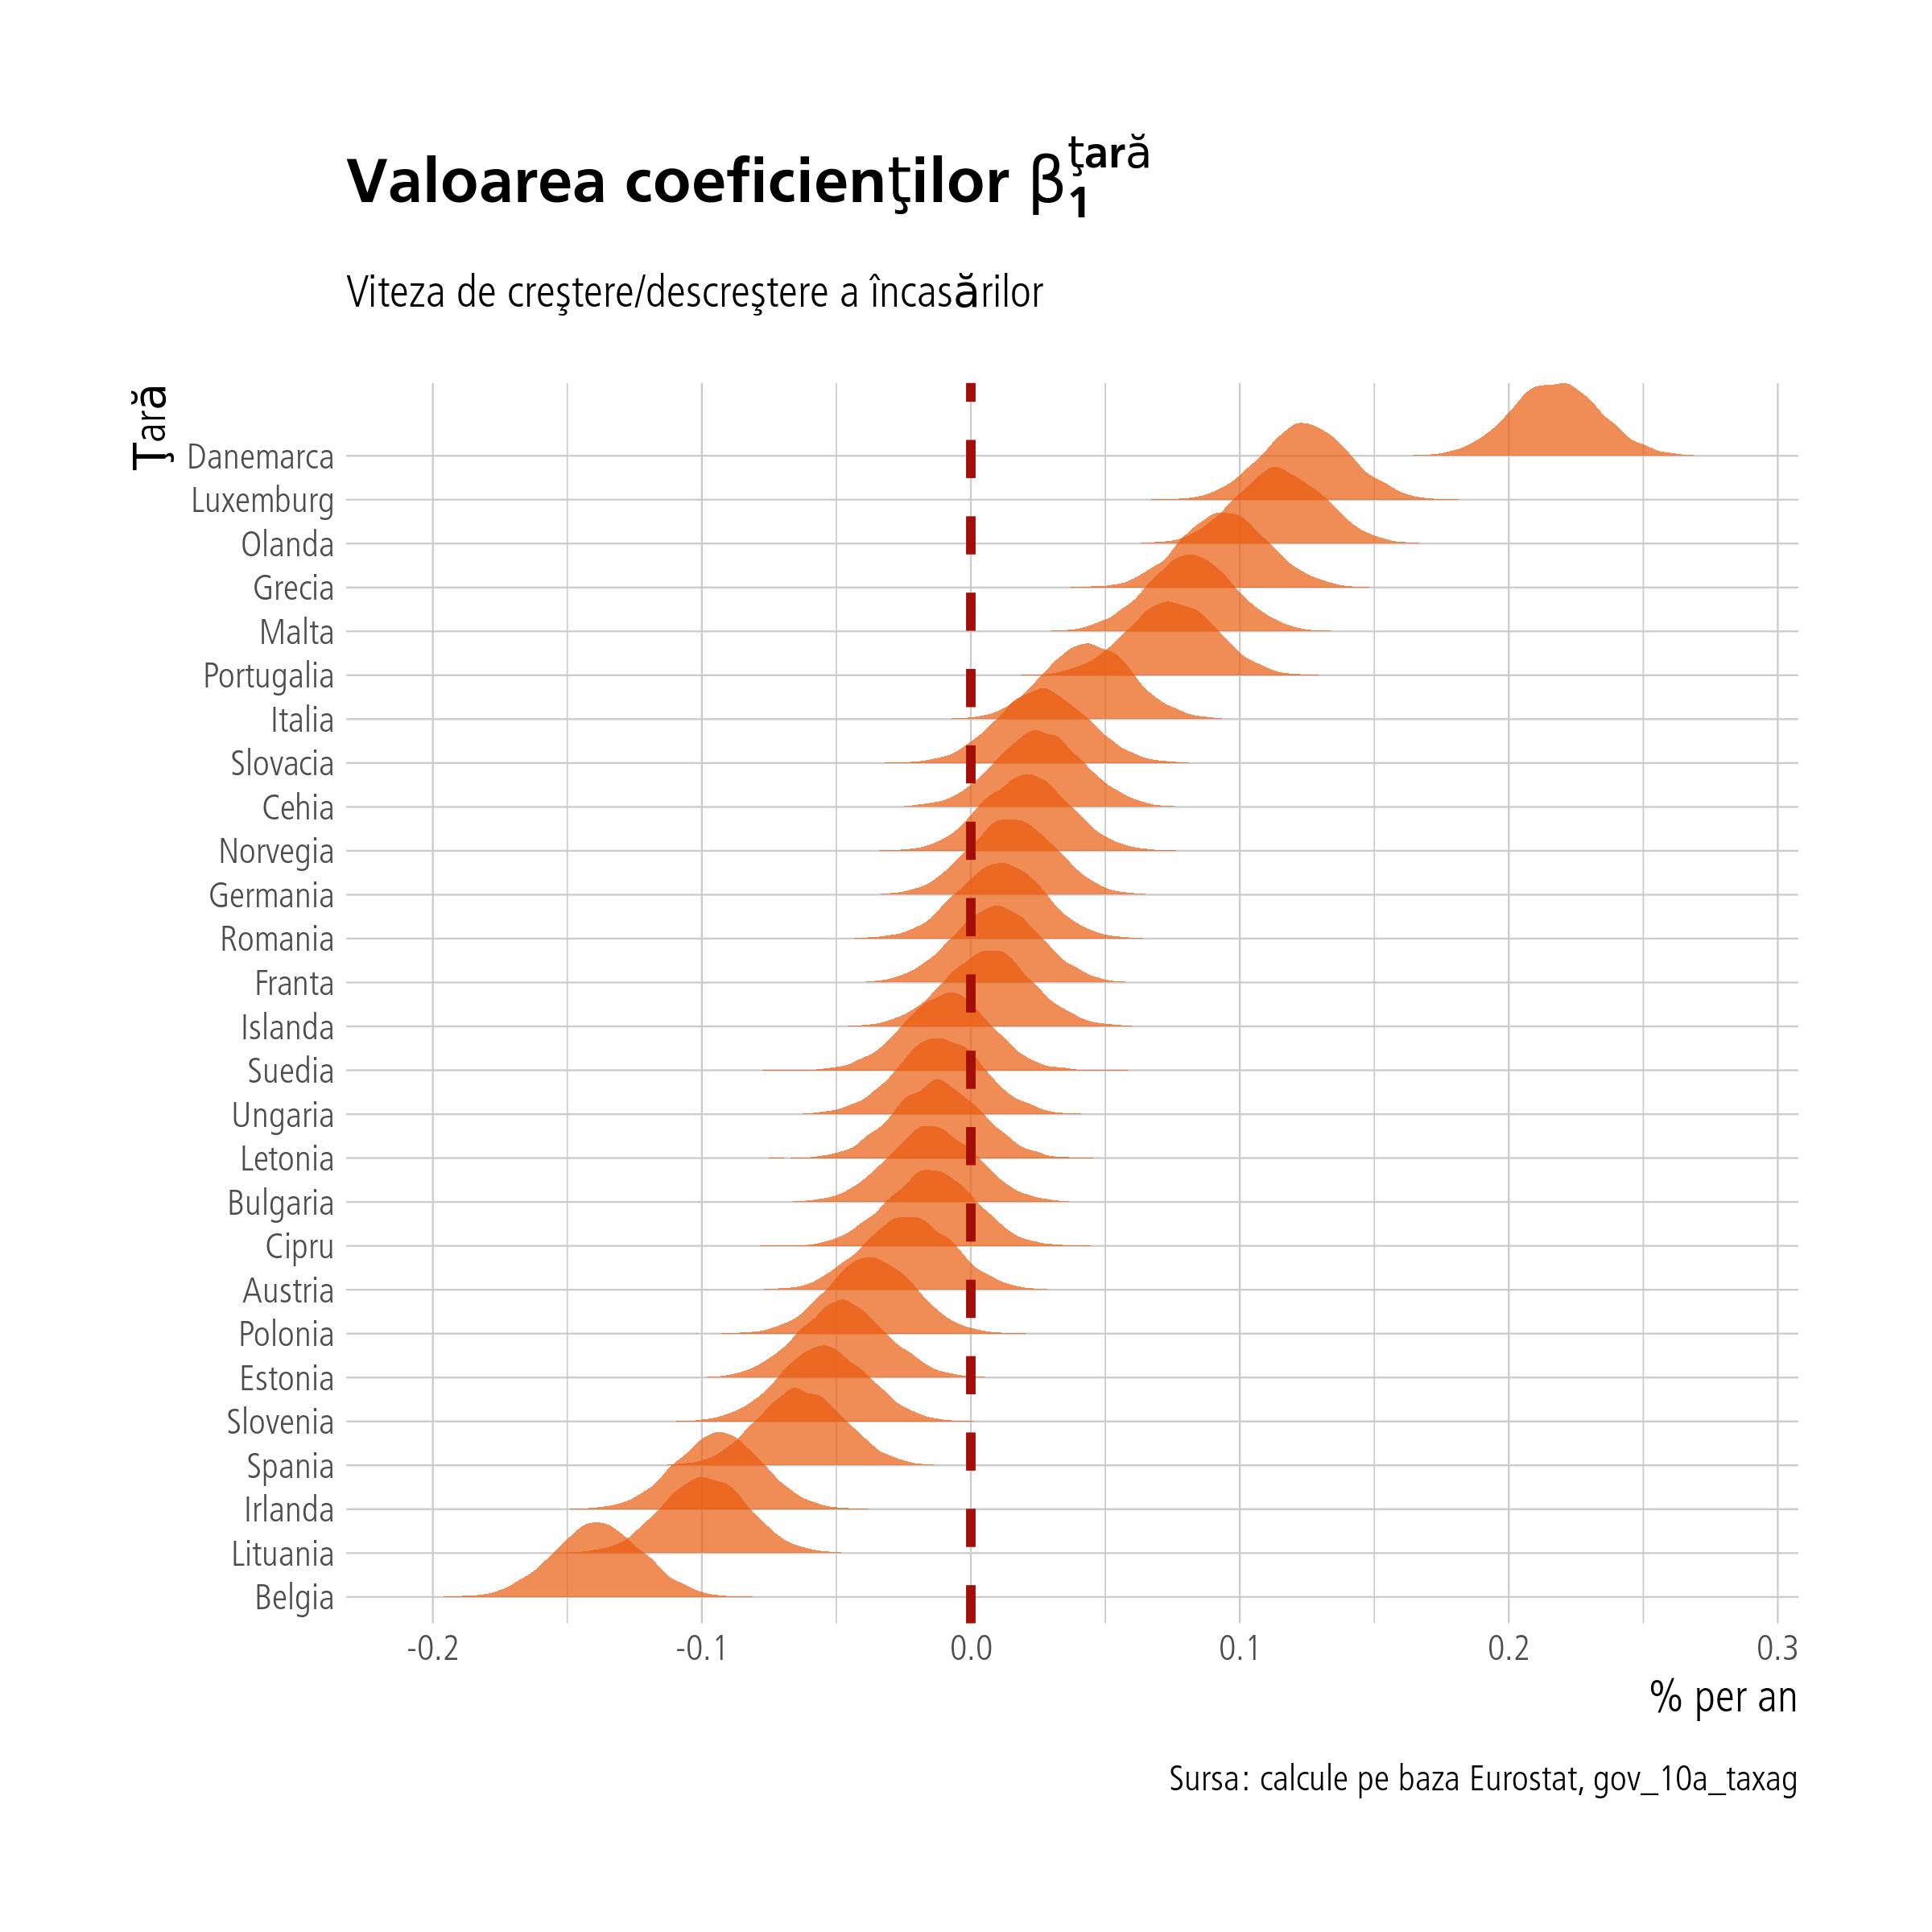 Valoarea coeficienţilor β₁ţară
Viteza de creştere/descreştere a încasărilor
Ţară
Danemarca
Luxemburg
Olanda
Grecia
Malta
Portugalia
Italia
Slovacia
Cehia
Norvegia
Germania
Romania
Franta
Islanda
Suedia
Ungaria
Letonia
Bulgaria
Cipru
Austria
Polonia
Estonia
Slovenia
Spania
Irlanda
Lituania
Belgia
-0.2 -0.1 0.0 0.1 0.2 0.3
% per an
Sursa: calcule pe baza Eurostat, gov_10a_taxag